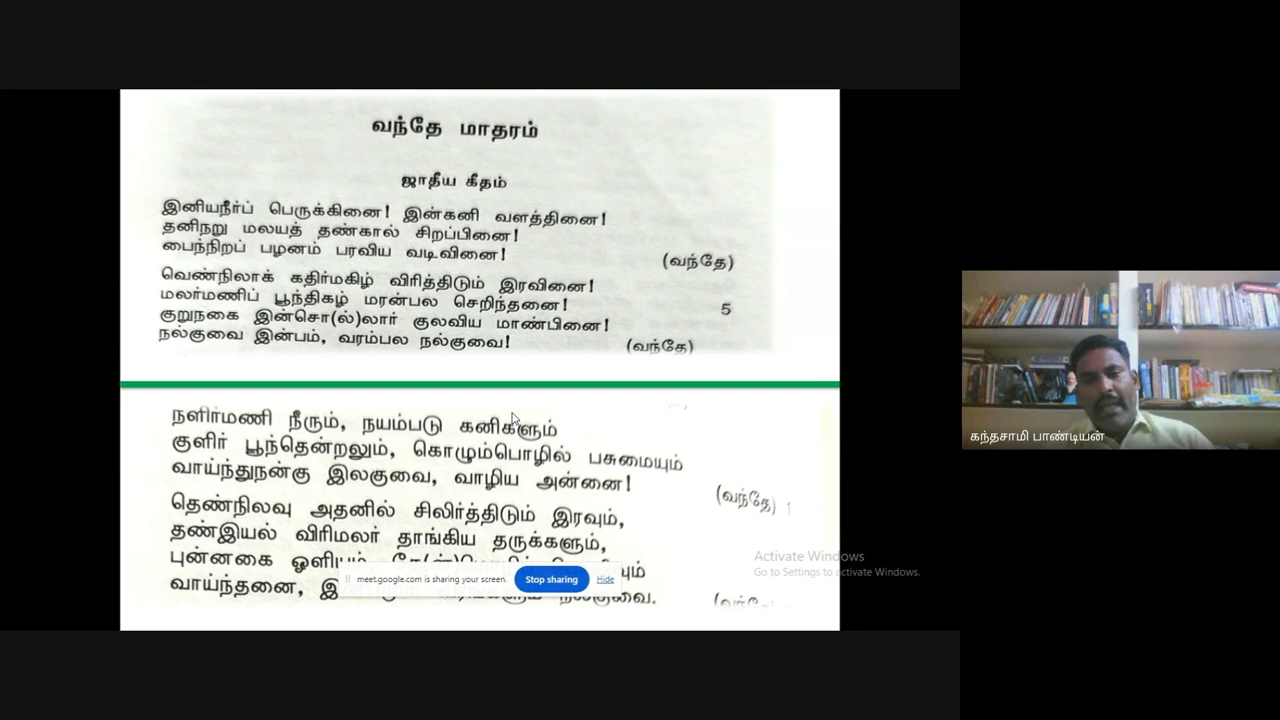 வந்தே மாதரம்
ஜாதீய கீதம்
இனியநீர்ப் பெருக்கினை! இன்கனி வளத்தினை!
தனிநறு மலயத் தண்கால் சிறப்பினை!
பைந்நிறப் பழனம் பரவிய வடிவினை! (வந்தே)
வெண்நிலாக் கதிர்மகிழ் விரித்திடும் இரவினை!
மலர்மணிப் பூந்திகழ் மரன்பல செறிந்தனை! 5
குறுநகை இன்சொ(ல்)லார் குலவிய மாண்பினை!
நல்குவை இன்பம், வரம்பல நல்குவை! (வந்தே)
நளிர்மணி நீரும், நயம்படு கனிகளும்
குளிர் பூந்தென்றலும், கொழும்பொழில் பசுமையும்
வாய்ந்துநன்கு இலகுவை, வாழிய அன்னை! (வந்தே)
தெண்நிலவு அதனில் சிலிர்த்திடும் இரவும்,
தண்இயல் விரிமலர் தாங்கிய தருக்களும்,
புன்னகை
வாய்ந்தனை, நல்குவை. (வந்தே)
meet.google.com is sharing your screen. Stop sharing Hide
Activate Windows
Go to Settings to activate Windows.
கந்தசாமி பாண்டியன்